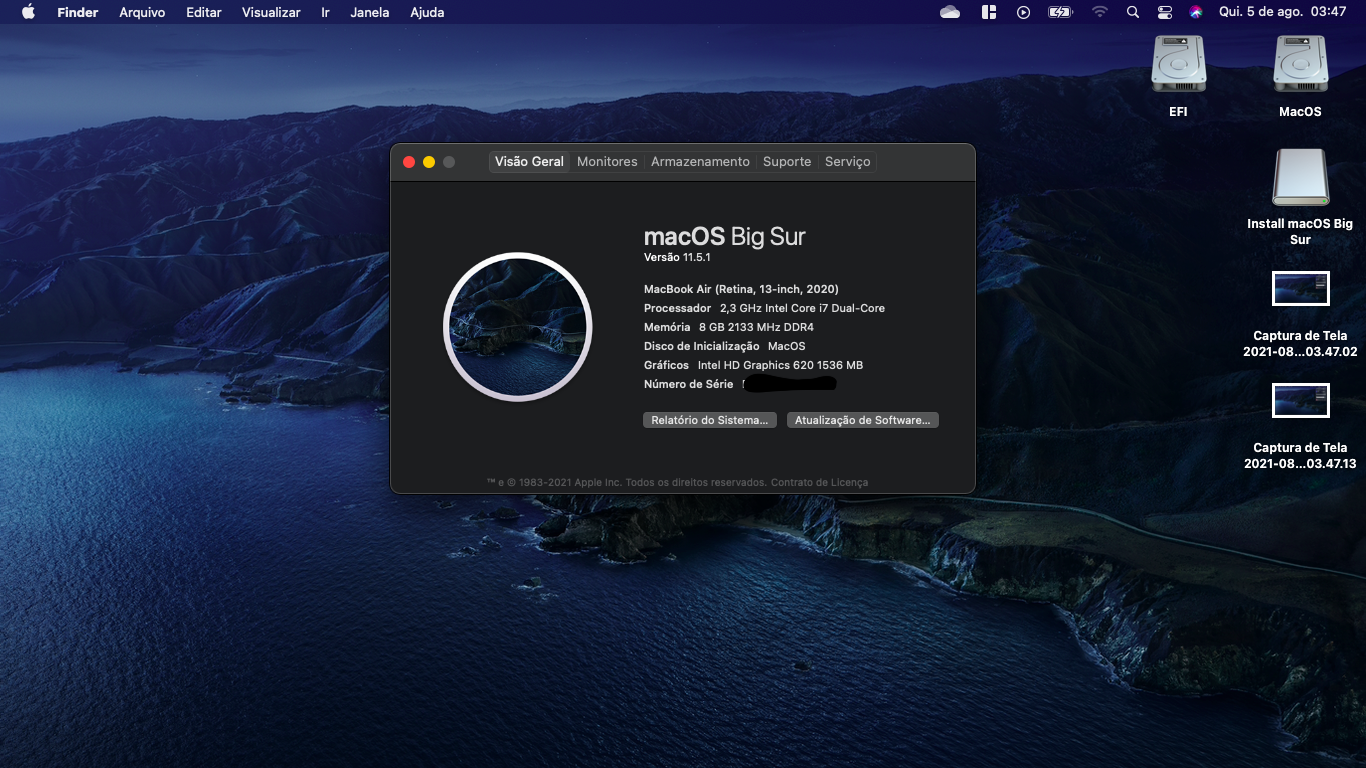 Finder Arquivo Editar Visualizar Ir Janela Ajuda Qui. 5 de ago. 03:47
EFI
MacOS
Install macOS Big
Sur
Captura de Tela
2021-08...03.47.02
Captura de Tela
2021-08...03.47.13
Visão Geral Monitores Armazenamento Suporte Serviço
macOS Big Sur
Versão 11.5.1
MacBook Air (Retina, 13-inch, 2020)
Processador 2,3 GHz Intel Core i7 Dual-Core
Memória 8 GB 2133 MHz DDR4
Disco de Inicialização MacOS
Gráficos Intel HD Graphics 620 1536 MB
Número de Série
Relatório do Sistema... Atualização de Software...
™ e © 1983-2021 Apple Inc. Todos os direitos reservados. Contrato de Licença